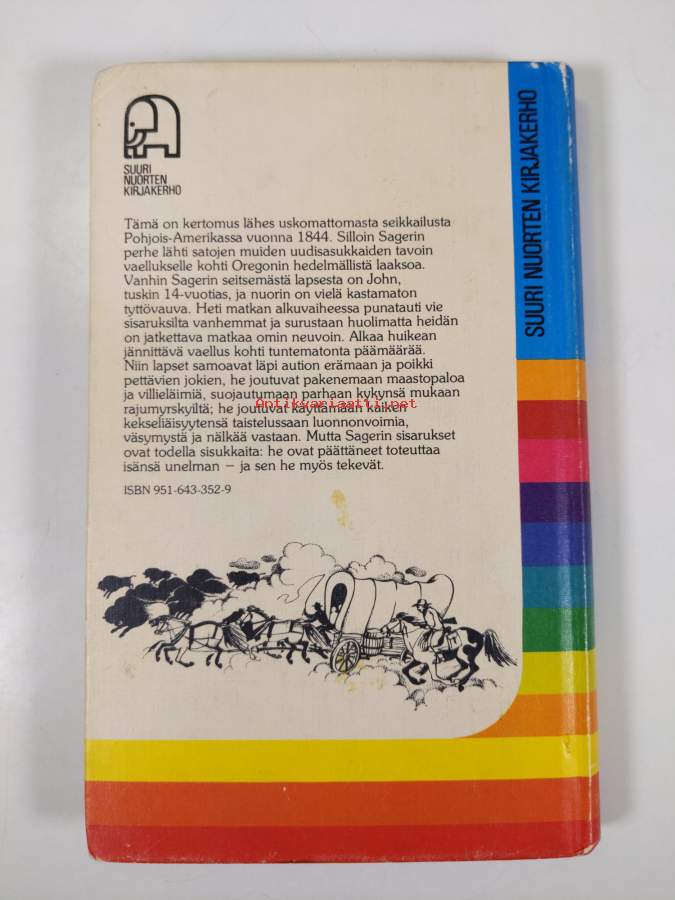 SUURI
NUORTEN
KIRJAKERHO
Tämä on kertomus lähes uskomattomasta seikkailusta
Pohjois-Amerikassa vuonna 1844. Silloin Sagerin
perhe lähti satojen muiden uudisasukkaiden tavoin
vaellukselle kohti Oregonin hedelmällistä laaksoa.
Vanhin Sagerin seitsemästä lapsesta on John,
tuskin 14-vuotias, ja nuorin on vielä kastamaton
tyttövauva. Heti matkan alkuvaiheessa punatauti vie
sisaruksilta vanhemmat ja surustaan huolimatta heidän
on jatkettava matkaa omin neuvoin. Alkaa huikean
jännittävä vaellus kohti tuntematonta päämäärää.
Niin lapset samoavat läpi aution erämaan ja poikki
pettävien jokien, he joutuvat pakenemaan maastopaloa
ja villieläimiä, suojautumaan parhaan kykynsä mukaan
rajumyrskyiltä; he joutuvat käyttämään kaiken
kekseliäisyytensä taistelussaan luonnonvoimia,
väsymystä ja nälkää vastaan. Mutta Sagerin sisarukset
ovat todella sisukkaita: he ovat päättäneet toteuttaa
isänsä unelman – ja sen he myös tekevät.
ISBN 951-643-352-9
SUURI NUORTEN KIRJAKERHO
Antikvariaatti.net